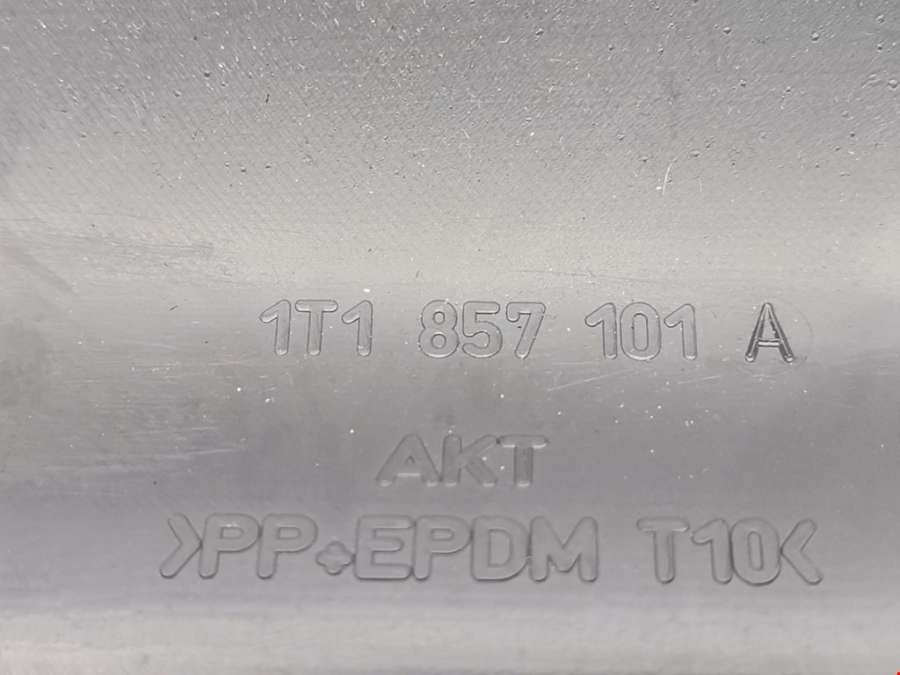 1T1 857 101 A
AKT
>PP+EPDM T10<